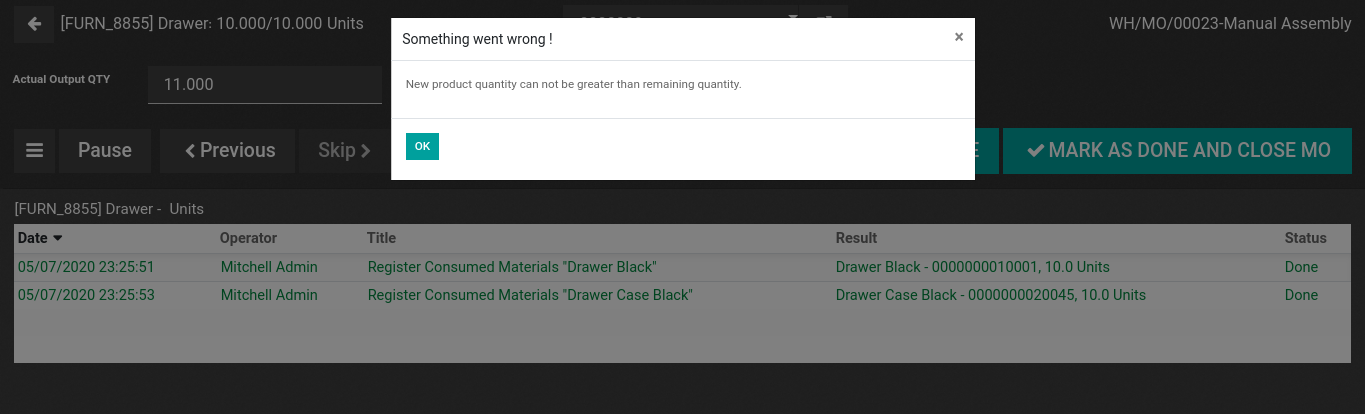 [FURN_8855] Drawer: 10.000/10.000 Units
WH/MO/00023-Manual Assembly
Something went wrong !
×
Actual Output QTY
11.000
New product quantity can not be greater than remaining quantity.
OK
Pause
Previous
Skip
E
MARK AS DONE AND CLOSE MO
[FURN_8855] Drawer - Units
Date Operator Title Result Status
05/07/2020 23:25:51 Mitchell Admin Register Consumed Materials "Drawer Black" Drawer Black - 0000000010001, 10.0 Units Done
05/07/2020 23:25:53 Mitchell Admin Register Consumed Materials "Drawer Case Black" Drawer Case Black - 0000000020045, 10.0 Units Done